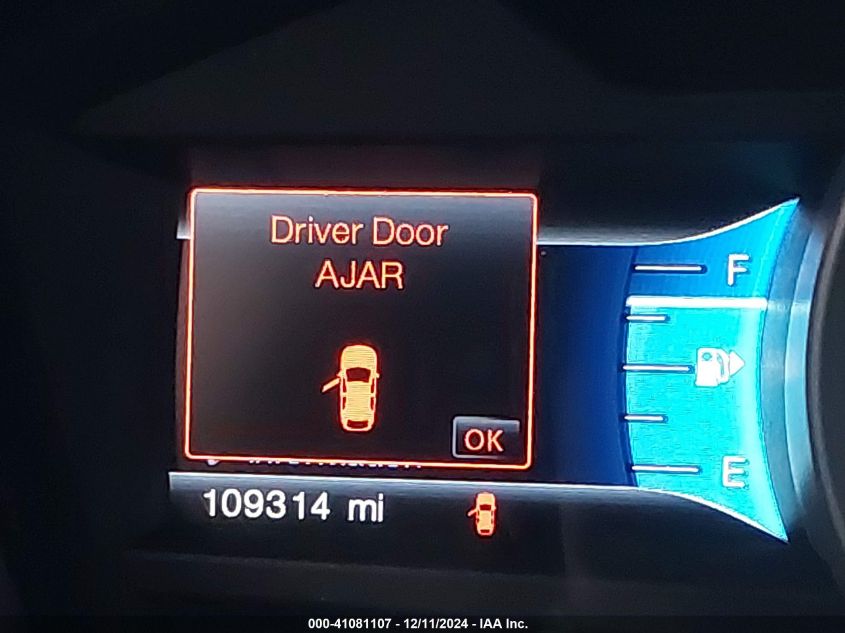 Driver Door
AJAR
OK
F
E
109314 mi
000-41081107 - 12/11/2024 - IAA Inc.